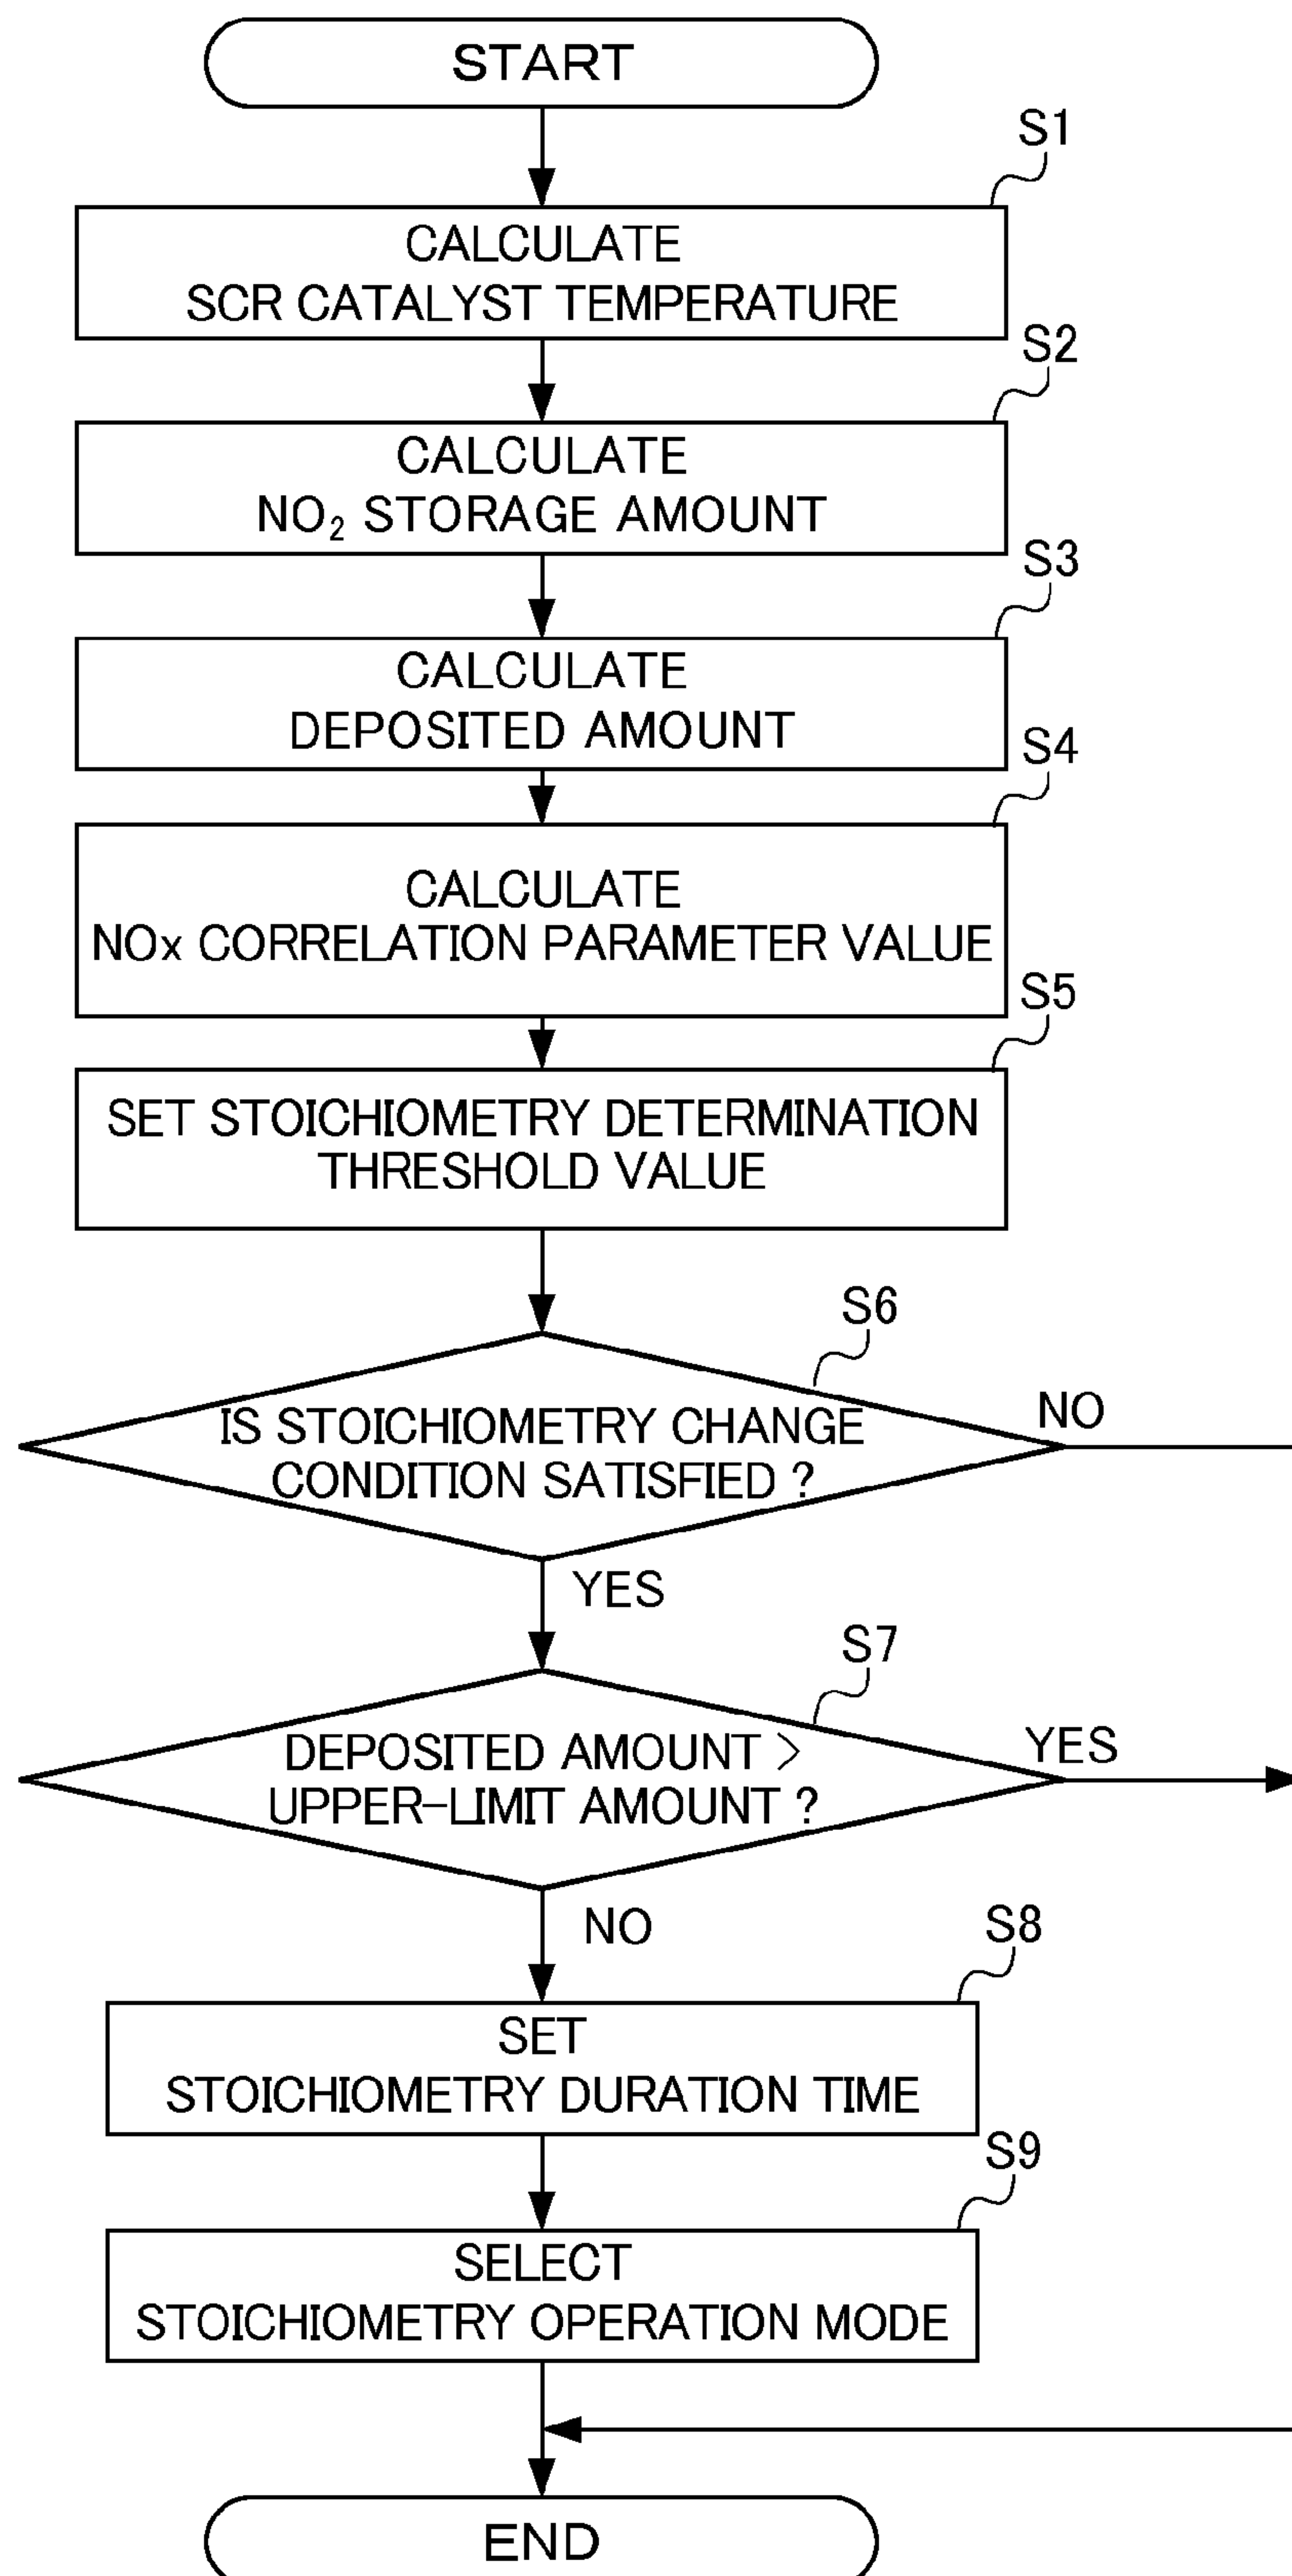 START
S1
CALCULATE
SCR CATALYST TEMPERATURE
S2
CALCULATE
NO₂ STORAGE AMOUNT
S3
CALCULATE
DEPOSITED AMOUNT
S4
CALCULATE
NOx CORRELATION PARAMETER VALUE
S5
SET STOICHIOMETRY DETERMINATION
THRESHOLD VALUE
S6
IS STOICHIOMETRY CHANGE
CONDITION SATISFIED ?
NO
YES
S7
DEPOSITED AMOUNT >
UPPER-LIMIT AMOUNT ?
YES
NO
S8
SET
STOICHIOMETRY DURATION TIME
S9
SELECT
STOICHIOMETRY OPERATION MODE
END